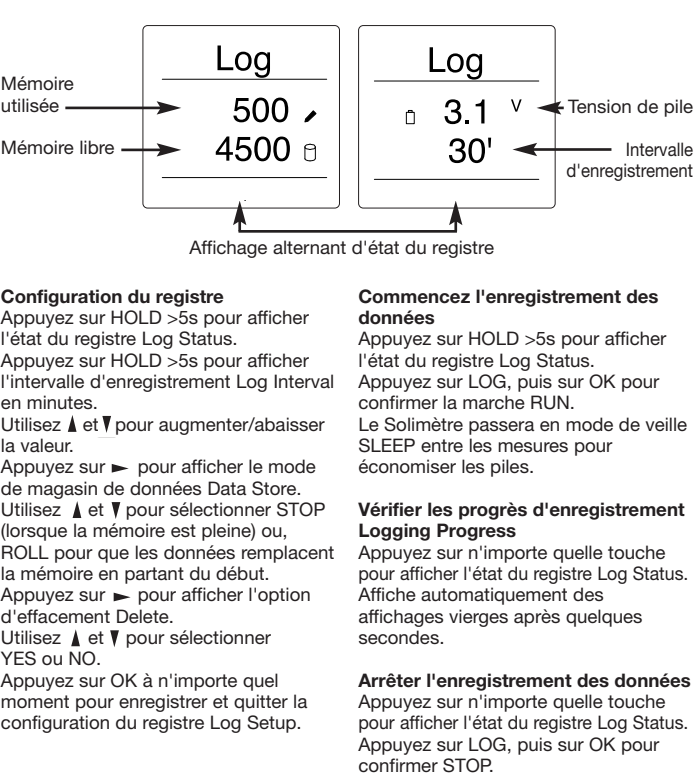 Log
500
4500
Log
3.1 V
30'
Mémoire
utilisée
Mémoire libre
Tension de pile
Intervalle
d'enregistrement
Affichage alternant d'état du registre
Configuration du registre
Appuyez sur HOLD >5s pour afficher
l'état du registre Log Status.
Appuyez sur HOLD >5s pour afficher
l'intervalle d'enregistrement Log Interval
en minutes.
Utilisez ▲ et ▼ pour augmenter/abaisser
la valeur.
Appuyez sur ► pour afficher le mode
de magasin de données Data Store.
Utilisez ▲ et ▼ pour sélectionner STOP
(lorsque la mémoire est pleine) ou,
ROLL pour que les données remplacent
la mémoire en partant du début.
Appuyez sur ► pour afficher l'option
d'effacement Delete.
Utilisez ▲ et ▼ pour sélectionner
YES ou NO.
Appuyez sur OK à n'importe quel
moment pour enregistrer et quitter la
configuration du registre Log Setup.
Commencez l'enregistrement des
données
Appuyez sur HOLD >5s pour afficher
l'état du registre Log Status.
Appuyez sur LOG, puis sur OK pour
confirmer la marche RUN.
Le Solimètre passera en mode de veille
SLEEP entre les mesures pour
économiser les piles.
Vérifier les progrès d'enregistrement
Logging Progress
Appuyez sur n'importe quelle touche
pour afficher l'état du registre Log Status.
Affiche automatiquement des
affichages vierges après quelques
secondes.
Arrêter l'enregistrement des données
Appuyez sur n'importe quelle touche
pour afficher l'état du registre Log Status.
Appuyez sur LOG, puis sur OK pour
confirmer STOP.